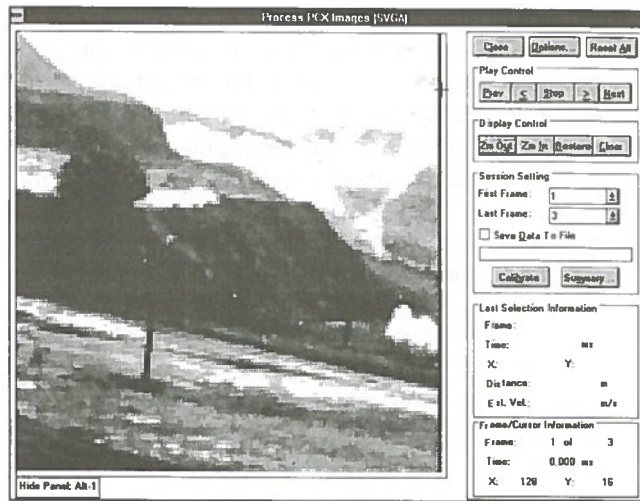 Process PCX Images [SVGA]
Close Options... Reset All
Play Control
Prev < Stop > Next
Display Control
Zm Out Zm In Restore Clear
Session Setting
First Frame: 1
Last Frame: 3
Save Data To File
Calibrate Summary...
Last Selection Information
Frame:
Time: ms
X: Y:
Distance: m
Est. Vel.: m/s
Frame/Cursor Information
Frame: 1 of 3
Time: 0.000 ms
X: 128 Y: 16
Hide Panel: Alt-1